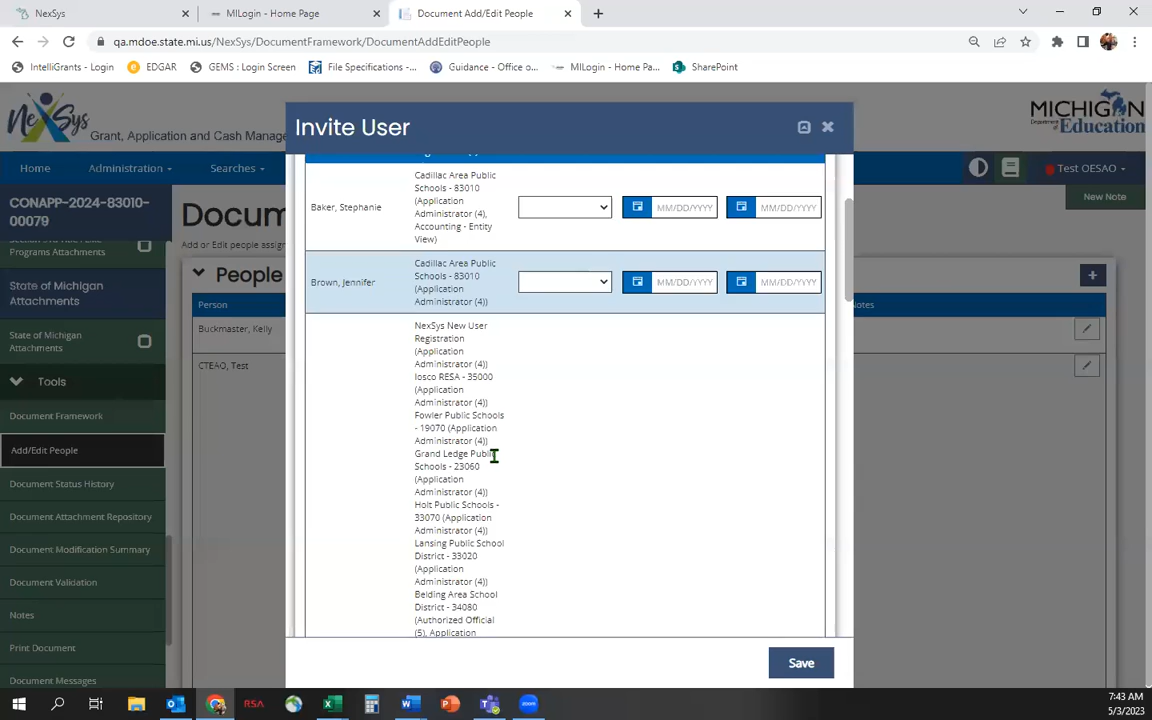 NexSys
MILogin - Home Page
Document Add/Edit People
qa.mdoe.state.mi.us/NexSys/DocumentFramework/DocumentAddEditPeople
IntelliGrants - Login
EDGAR
GEMS : Login Screen
File Specifications -...
Guidance - Office o...
MILogin - Home Pa...
SharePoint
NexSys
Grant, Application and Cash Manage
MICHIGAN
Department of
Education
Home
Administration
Searches
Test OESAO
CONAPP-2024-83010-
00079
Programs Attachments
State of Michigan
Attachments
State of Michigan
Attachments
Tools
Document Framework
Add/Edit People
Document Status History
Document Attachment Repository
Document Modification Summary
Document Validation
Notes
Print Document
Document Messages
New Note
Docum
Add or Edit people assign
People
Person
Notes
Buckmaster, Kelly
CTEAO, Test
Invite User
Baker, Stephanie
Cadillac Area Public
Schools - 83010
(Application
Administrator (4),
Accounting - Entity
View)
MM/DD/YYYY
MM/DD/YYYY
Brown, Jennifer
Cadillac Area Public
Schools - 83010
(Application
Administrator (4))
MM/DD/YYYY
MM/DD/YYYY
NexSys New User
Registration
(Application
Administrator (4))
Iosco RESA - 35000
(Application
Administrator (4))
Fowler Public Schools
- 19070 (Application
Administrator (4))
Grand Ledge Public
Schools - 23060
(Application
Administrator (4))
Holt Public Schools -
33070 (Application
Administrator (4))
Lansing Public School
District - 33020
(Application
Administrator (4))
Belding Area School
District - 34080
(Authorized Official
(5), Application
Save
RSA
7:43 AM
5/3/2023